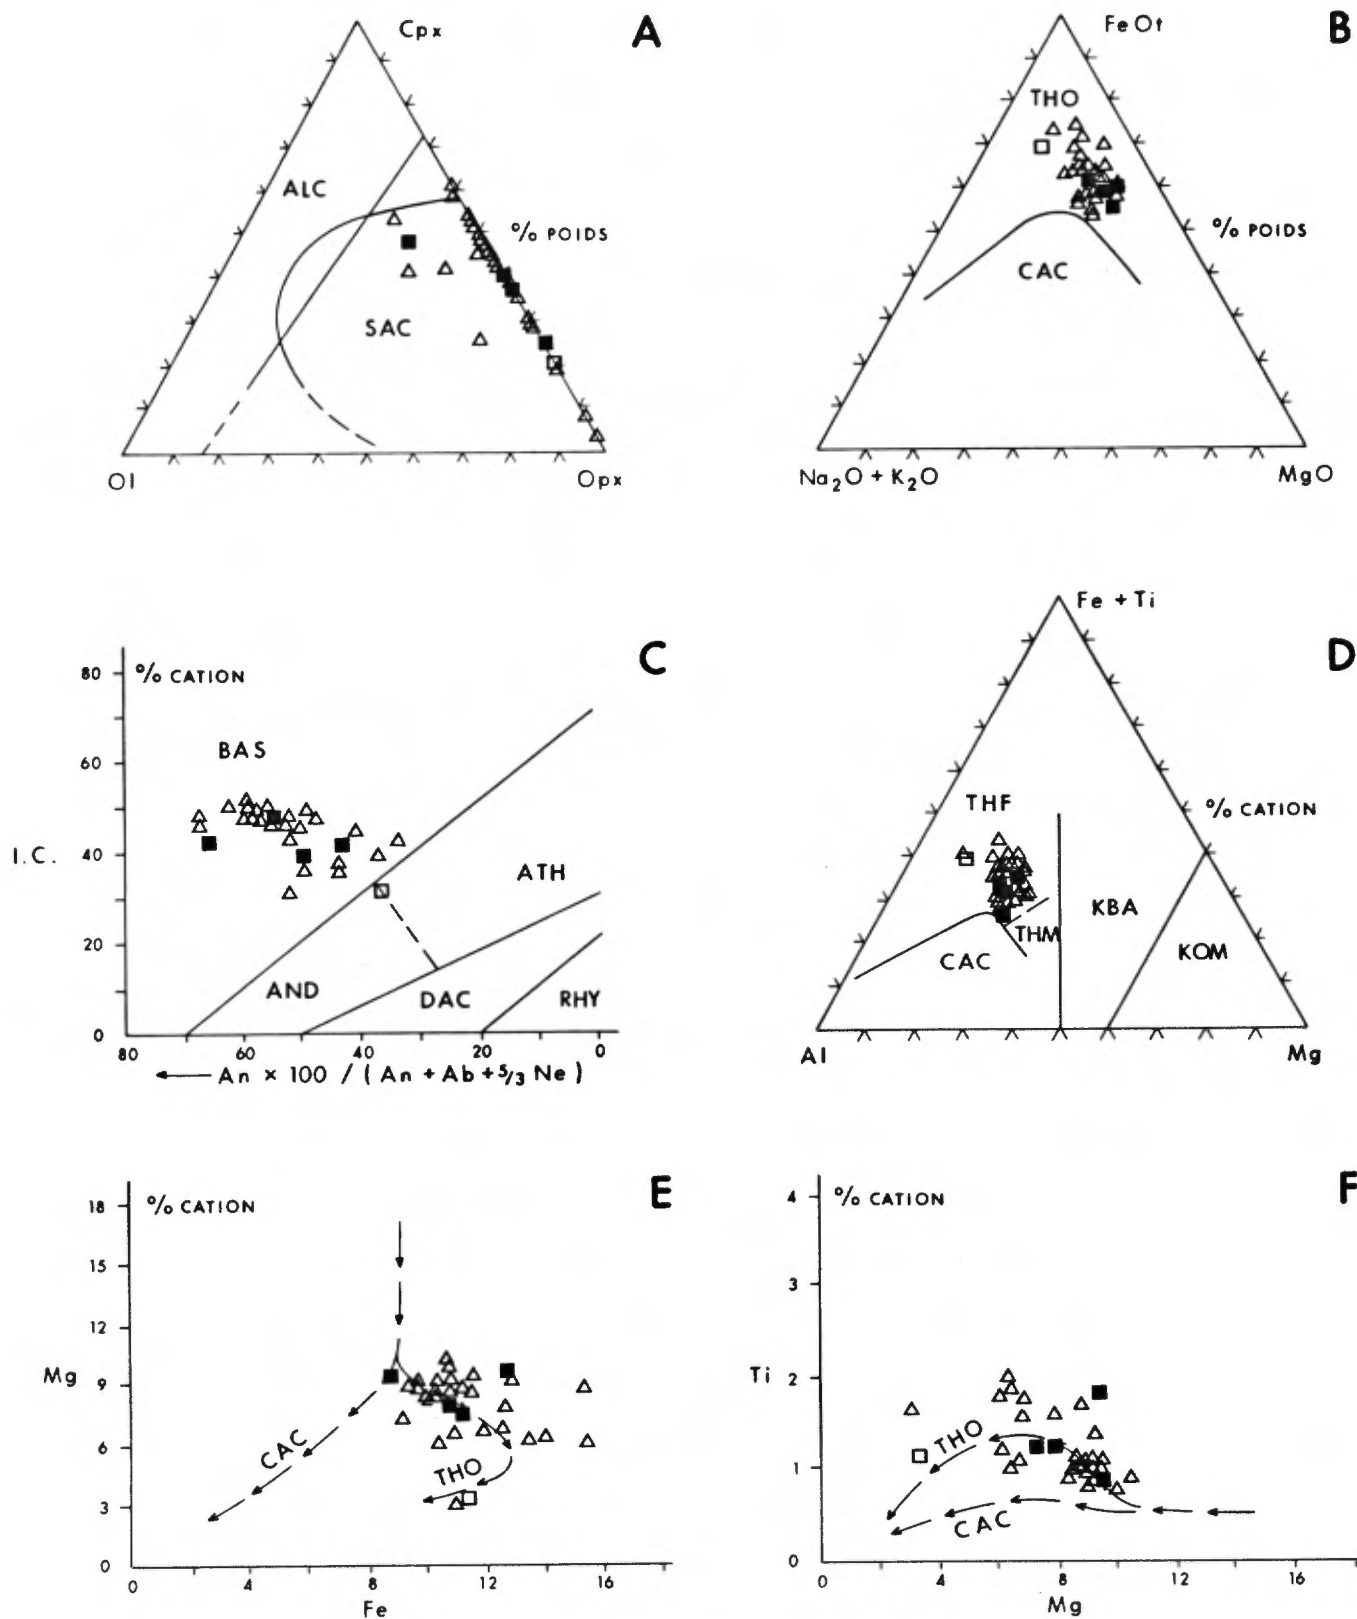 A
Cpx
ALC
% POIDS
SAC
Ol
Opx
B
FeOt
THO
% POIDS
CAC
Na₂O + K₂O
MgO
C
% CATION
80
BAS
60
I.C.
40
ATH
20
AND
DAC
RHY
0
80 60 40 20 0
← An × 100 / ( An + Ab + 5/3 Ne )
D
Fe + Ti
THF
% CATION
KBA
THM
CAC
KOM
Al
Mg
E
% CATION
18
15
12
Mg
9
6
CAC
THO
3
0
0 4 8 12 16
Fe
F
% CATION
4
3
Ti
2
THO
1
CAC
0
0 4 8 12 16
Mg